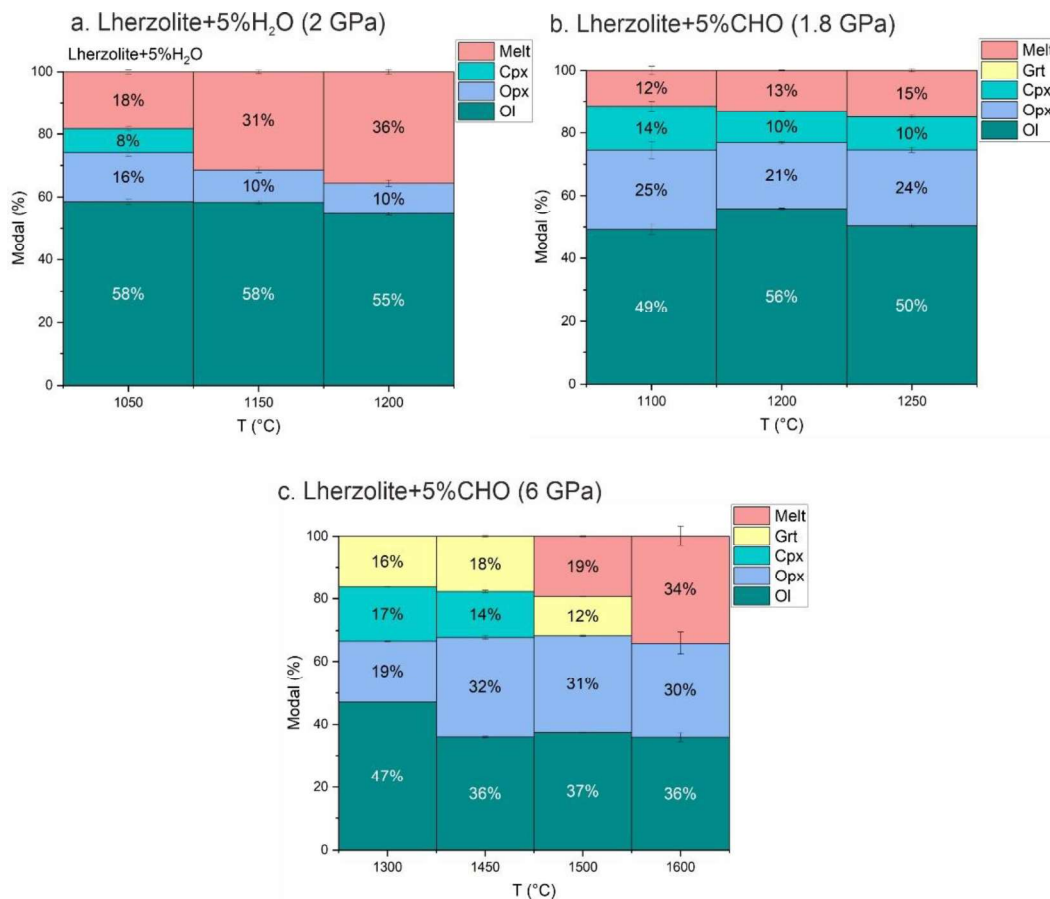 a. Lherzolite+5%H₂O (2 GPa)
Lherzolite+5%H₂O
Melt
Cpx
Opx
Ol
Modal (%)
100
80
60
40
20
0
18%
8%
16%
58%
31%
10%
58%
36%
10%
55%
1050
1150
1200
T (°C)
b. Lherzolite+5%CHO (1.8 GPa)
Melt
Grt
Cpx
Opx
Ol
Modal (%)
100
80
60
40
20
0
12%
14%
25%
49%
13%
10%
21%
56%
15%
10%
24%
50%
1100
1200
1250
T (°C)
c. Lherzolite+5%CHO (6 GPa)
Melt
Grt
Cpx
Opx
Ol
Modal (%)
100
80
60
40
20
0
16%
17%
19%
47%
18%
14%
32%
36%
19%
12%
31%
37%
34%
30%
36%
1300
1450
1500
1600
T (°C)